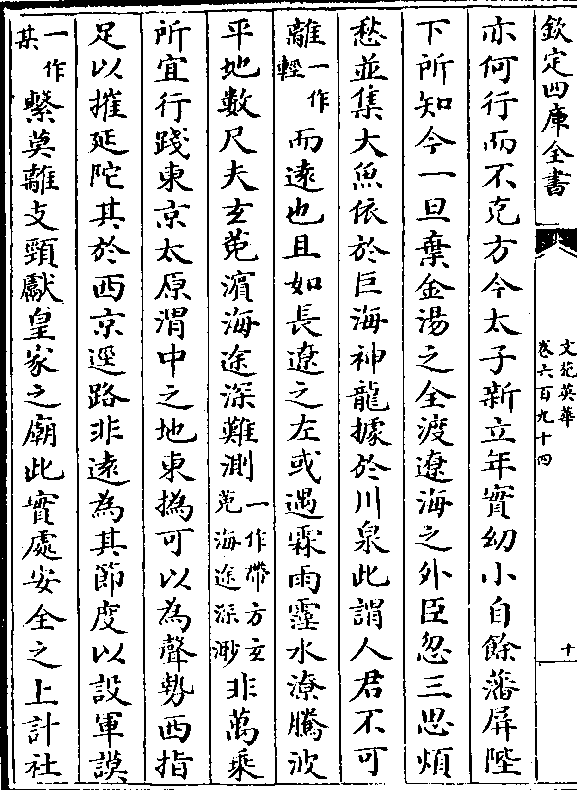 欽定四庫全書
文苑英華
卷六百九十四
十
亦何行而不克方今太子新立年實幼小自餘藩屏陛
下所知今一旦棄金湯之全渡遼海之外臣忽三思煩
愁並集大魚依於巨海神龍據於川泉此謂人君不可
離一作輕而遠也且如長遼之左或遇霖雨霪水潦騰波
平地數尺夫玄菟濱海途深難測一作帶方玄菟海途深渺非萬乘
所宜行踐東京太原渭中之地東撝可以為聲勢西指
足以摧延陀其於西京逕路非遠為其節度以設軍謨
一作其繫莫離支頸獻皇家之廟此實處安全之上計社